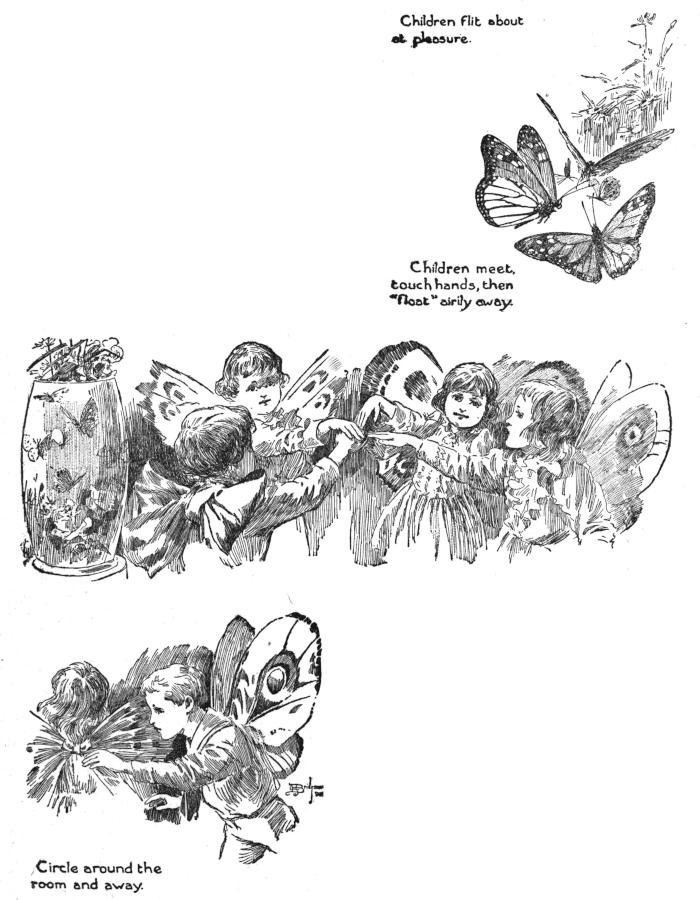 Children flit about
at pleasure.
Children meet,
touch hands, then
"float" airily away.
Circle around the
room and away.